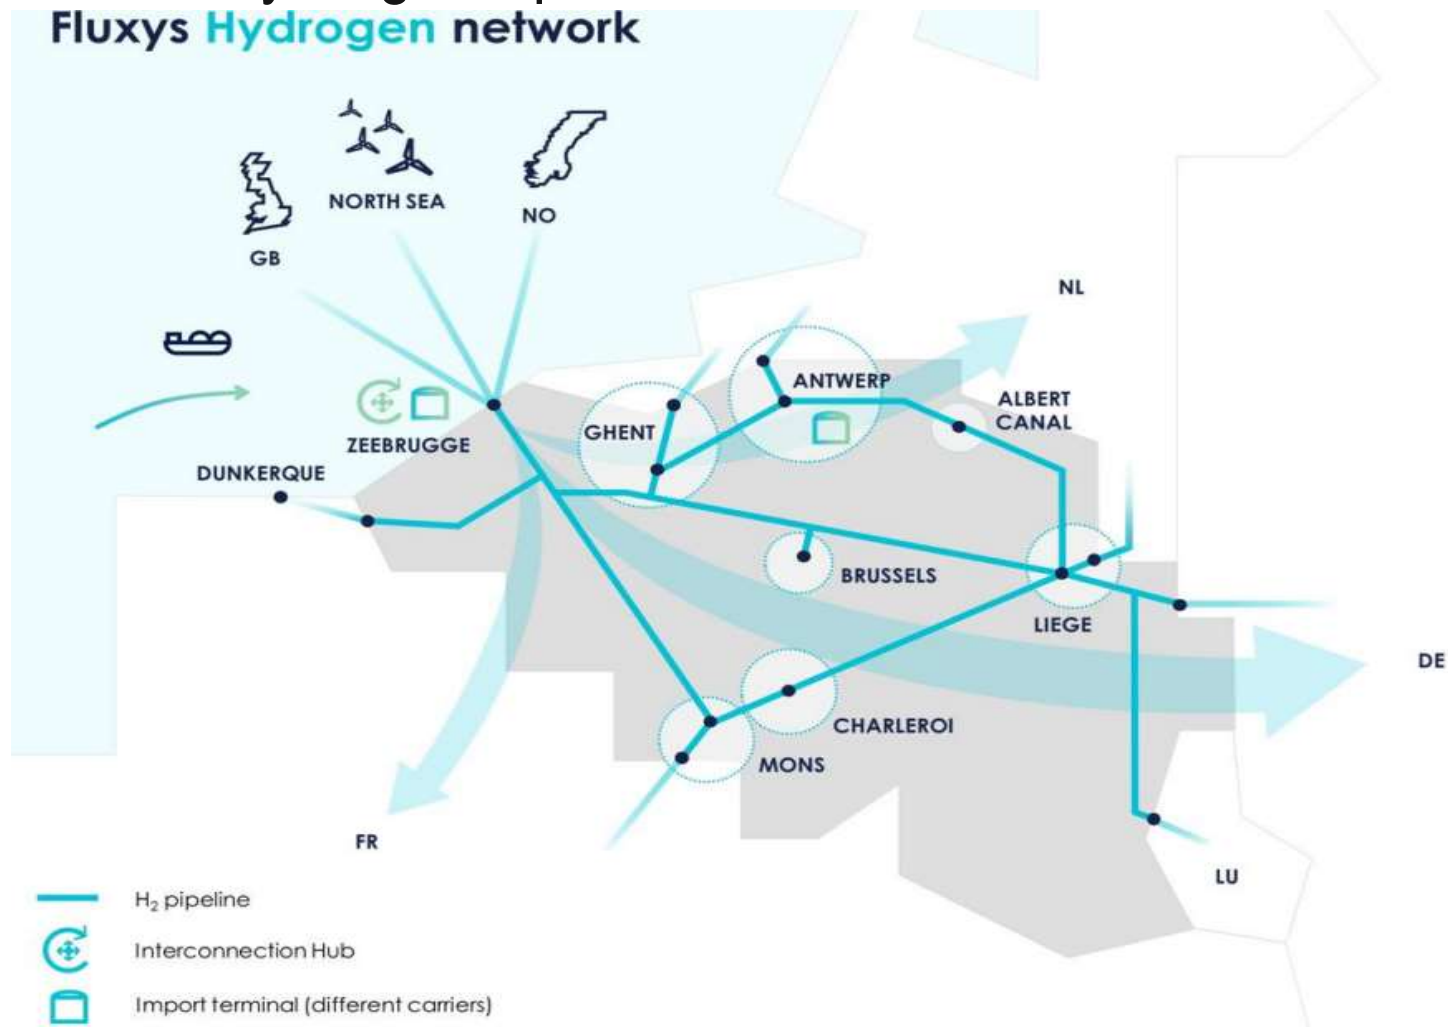 Fluxys Hydrogen network
NORTH SEA
NO
GB
NL
ANTWERP
ALBERT
CANAL
GHENT
ZEEBRUGGE
DUNKERQUE
BRUSSELS
LIEGE
DE
CHARLEROI
MONS
FR
LU
H₂ pipeline
Interconnection Hub
Import terminal (different carriers)